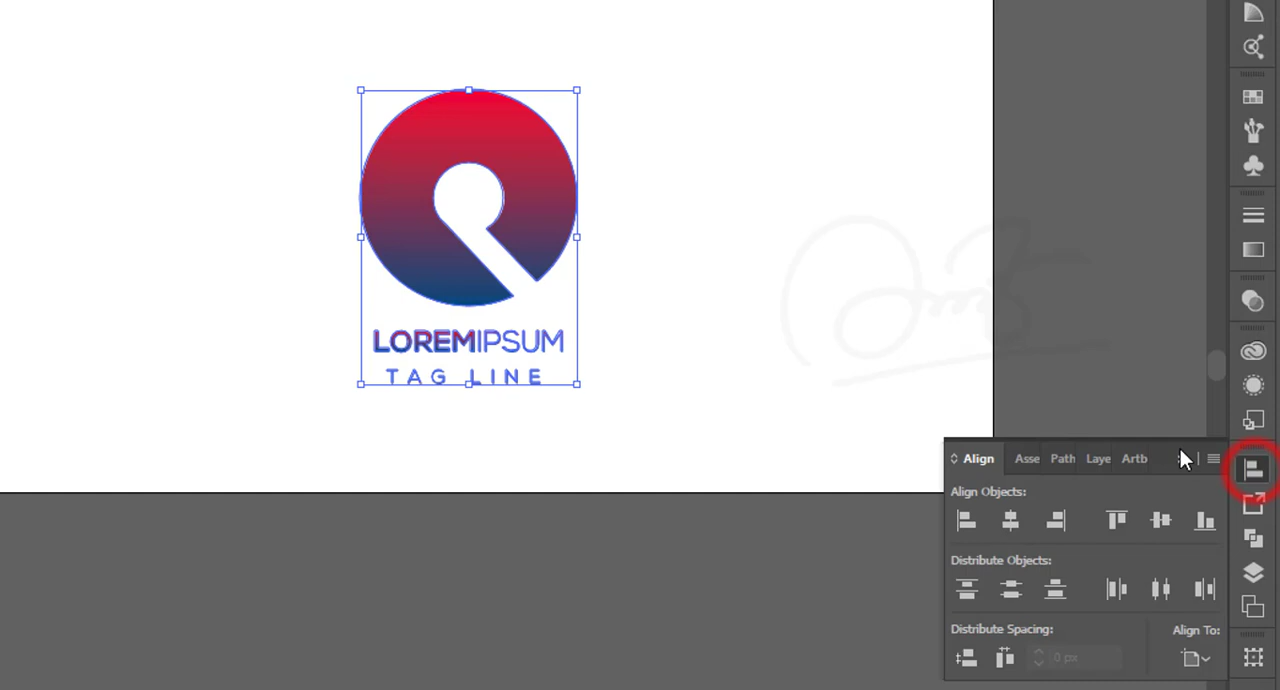 LOREMIPSUM
TAG LINE
Align Asse Path Laye Artb
Align Objects:
Distribute Objects:
Distribute Spacing:
Align To:
0 px